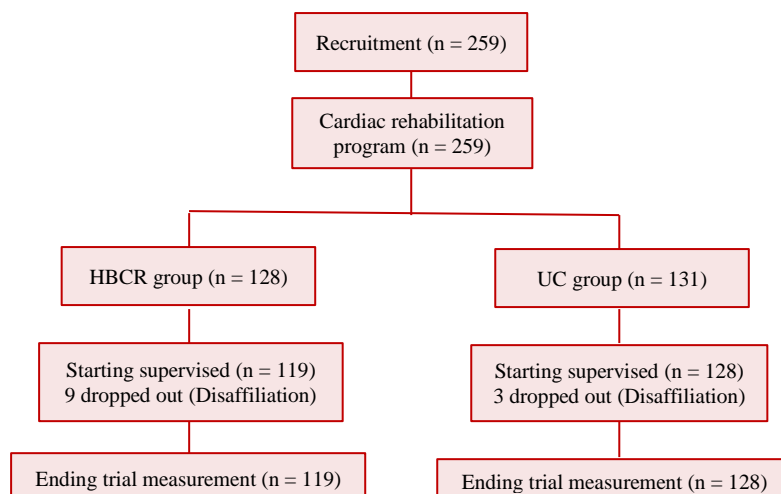 Recruitment (n = 259)
Cardiac rehabilitation
program (n = 259)
HBCR group (n = 128)
UC group (n = 131)
Starting supervised (n = 119)
9 dropped out (Disaffiliation)
Starting supervised (n = 128)
3 dropped out (Disaffiliation)
Ending trial measurement (n = 119)
Ending trial measurement (n = 128)